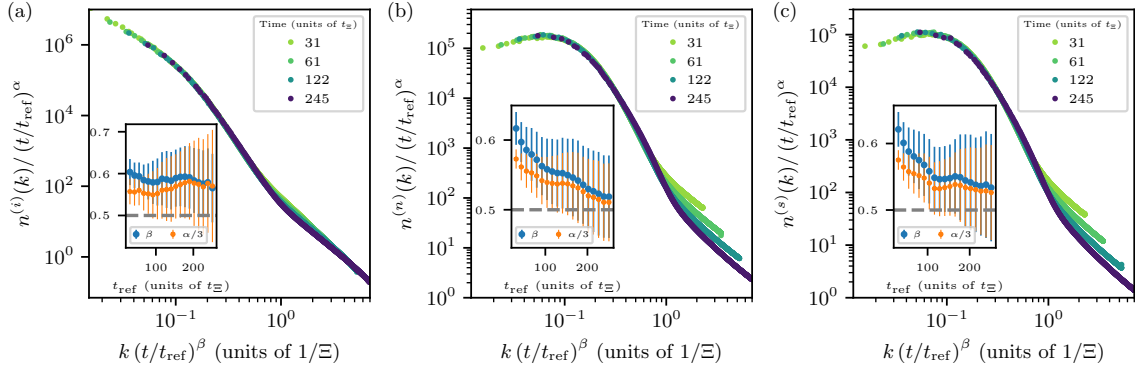 (a)
n^(i)(k)/(t/t_ref)^α
10^6
10^4
10^2
10^0
Time (units of t_Ξ)
31
61
122
245
0.7
0.6
0.5
β
α/3
100
200
t_ref (units of t_Ξ)
10^−1
10^0
k (t/t_ref)^β (units of 1/Ξ)
(b)
n^(n)(k)/(t/t_ref)^α
10^5
10^4
10^3
10^2
10^1
10^0
Time (units of t_Ξ)
31
61
122
245
0.6
0.5
β
α/3
100
200
t_ref (units of t_Ξ)
10^−1
10^0
k (t/t_ref)^β (units of 1/Ξ)
(c)
n^(s)(k)/(t/t_ref)^α
10^5
10^4
10^3
10^2
10^1
10^0
Time (units of t_Ξ)
31
61
122
245
0.6
0.5
β
α/3
100
200
t_ref (units of t_Ξ)
10^−1
10^0
k (t/t_ref)^β (units of 1/Ξ)